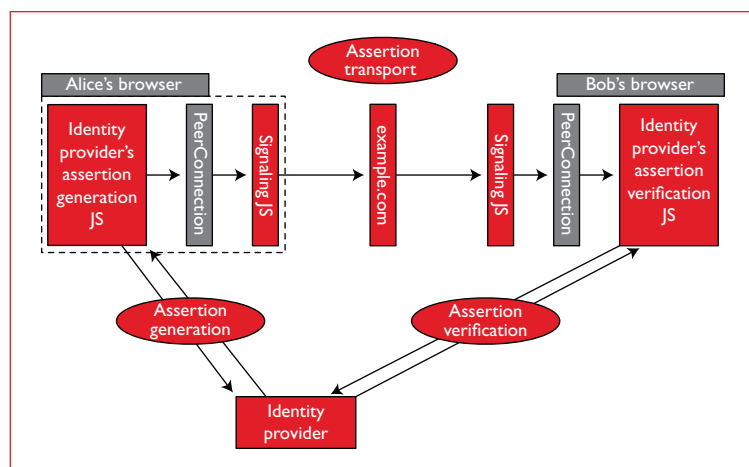 Assertion
transport
Alice's browser
Bob's browser
Identity
provider's
assertion
generation
JS
PeerConnection
Signaling JS
example.com
Signaling JS
PeerConnection
Identity
provider's
assertion
verification
JS
Assertion
generation
Assertion
verification
Identity
provider